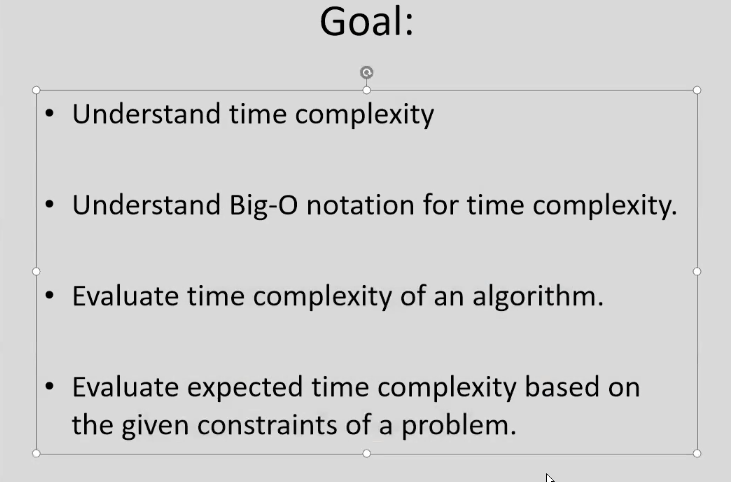 Goal:
• Understand time complexity
• Understand Big-O notation for time complexity.
• Evaluate time complexity of an algorithm.
• Evaluate expected time complexity based on
the given constraints of a problem.